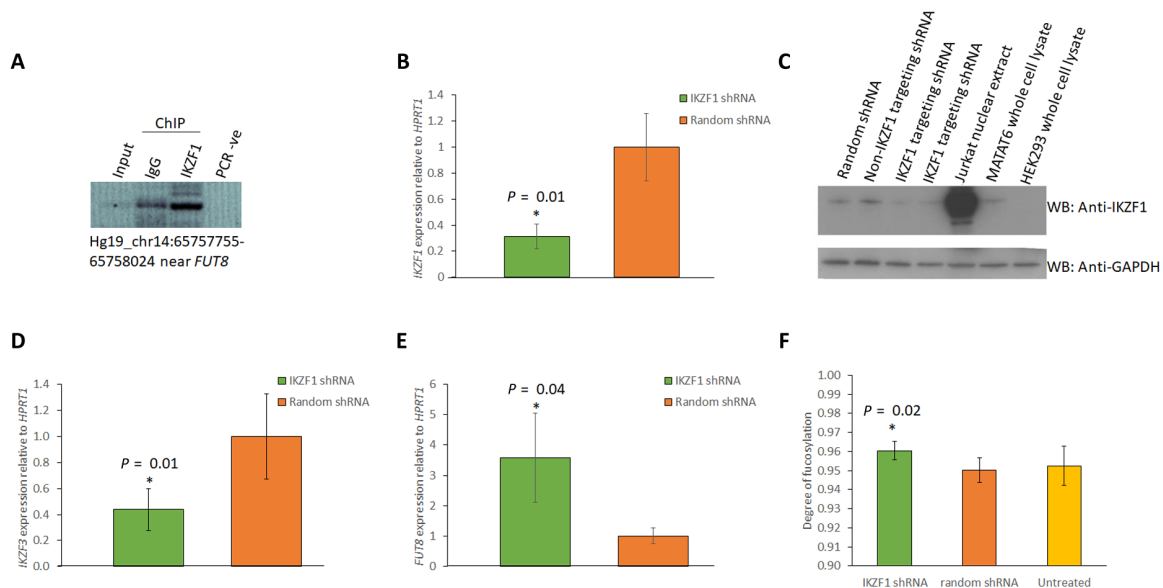 A
ChIP
Input
IgG
IKZF1
PCR -ve
Hg19_chr14:65757755-
65758024 near FUT8
B
IKZF1 expression relative to HPRT1
1.4
1.2
1
0.8
0.6
0.4
0.2
0
P = 0.01
*
IKZF1 shRNA
Random shRNA
C
Random shRNA
Non-IKZF1 targeting shRNA
IKZF1 targeting shRNA
IKZF1 targeting shRNA
Jurkat nuclear extract
MATAT6 whole cell lysate
HEK293 whole cell lysate
WB: Anti-IKZF1
WB: Anti-GAPDH
D
IKZF3 expression relative to HPRT1
1.4
1.2
1.0
0.8
0.6
0.4
0.2
0.0
P = 0.01
*
IKZF1 shRNA
Random shRNA
E
FUT8 expression relative to HPRT1
6
5
4
3
2
1
0
P = 0.04
*
IKZF1 shRNA
Random shRNA
F
Degree of fucosylation
1.00
0.99
0.98
0.97
0.96
0.95
0.94
0.93
0.92
0.91
0.90
P = 0.02
*
IKZF1 shRNA
random shRNA
Untreated